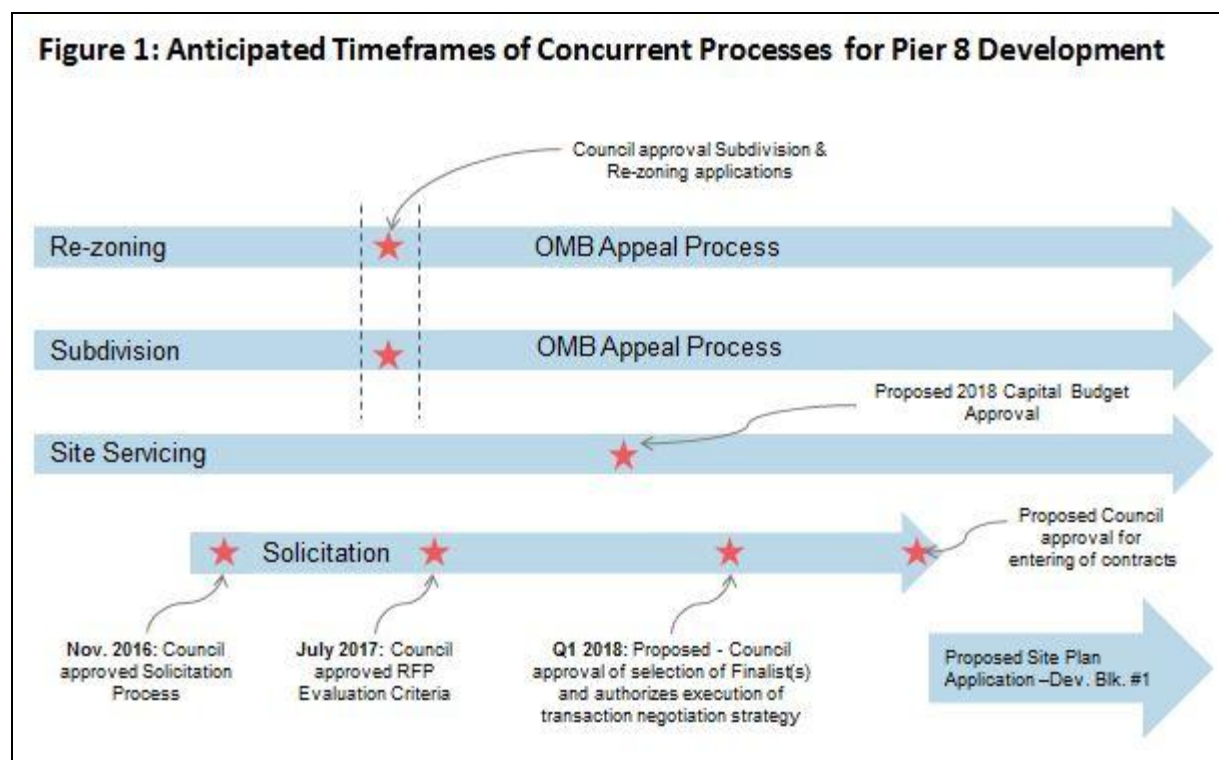 Figure 1: Anticipated Timeframes of Concurrent Processes for Pier 8 Development
Council approval Subdivision &
Re-zoning applications
Re-zoning
OMB Appeal Process
Subdivision
OMB Appeal Process
Proposed 2018 Capital Budget
Approval
Site Servicing
Proposed Council
approval for
entering of contracts
Solicitation
Nov. 2016: Council
approved Solicitation
Process
July 2017: Council
approved RFP
Evaluation Criteria
Q1 2018: Proposed - Council
approval of selection of Finalist(s)
and authorizes execution of
transaction negotiation strategy
Proposed Site Plan
Application –Dev. Blk. #1